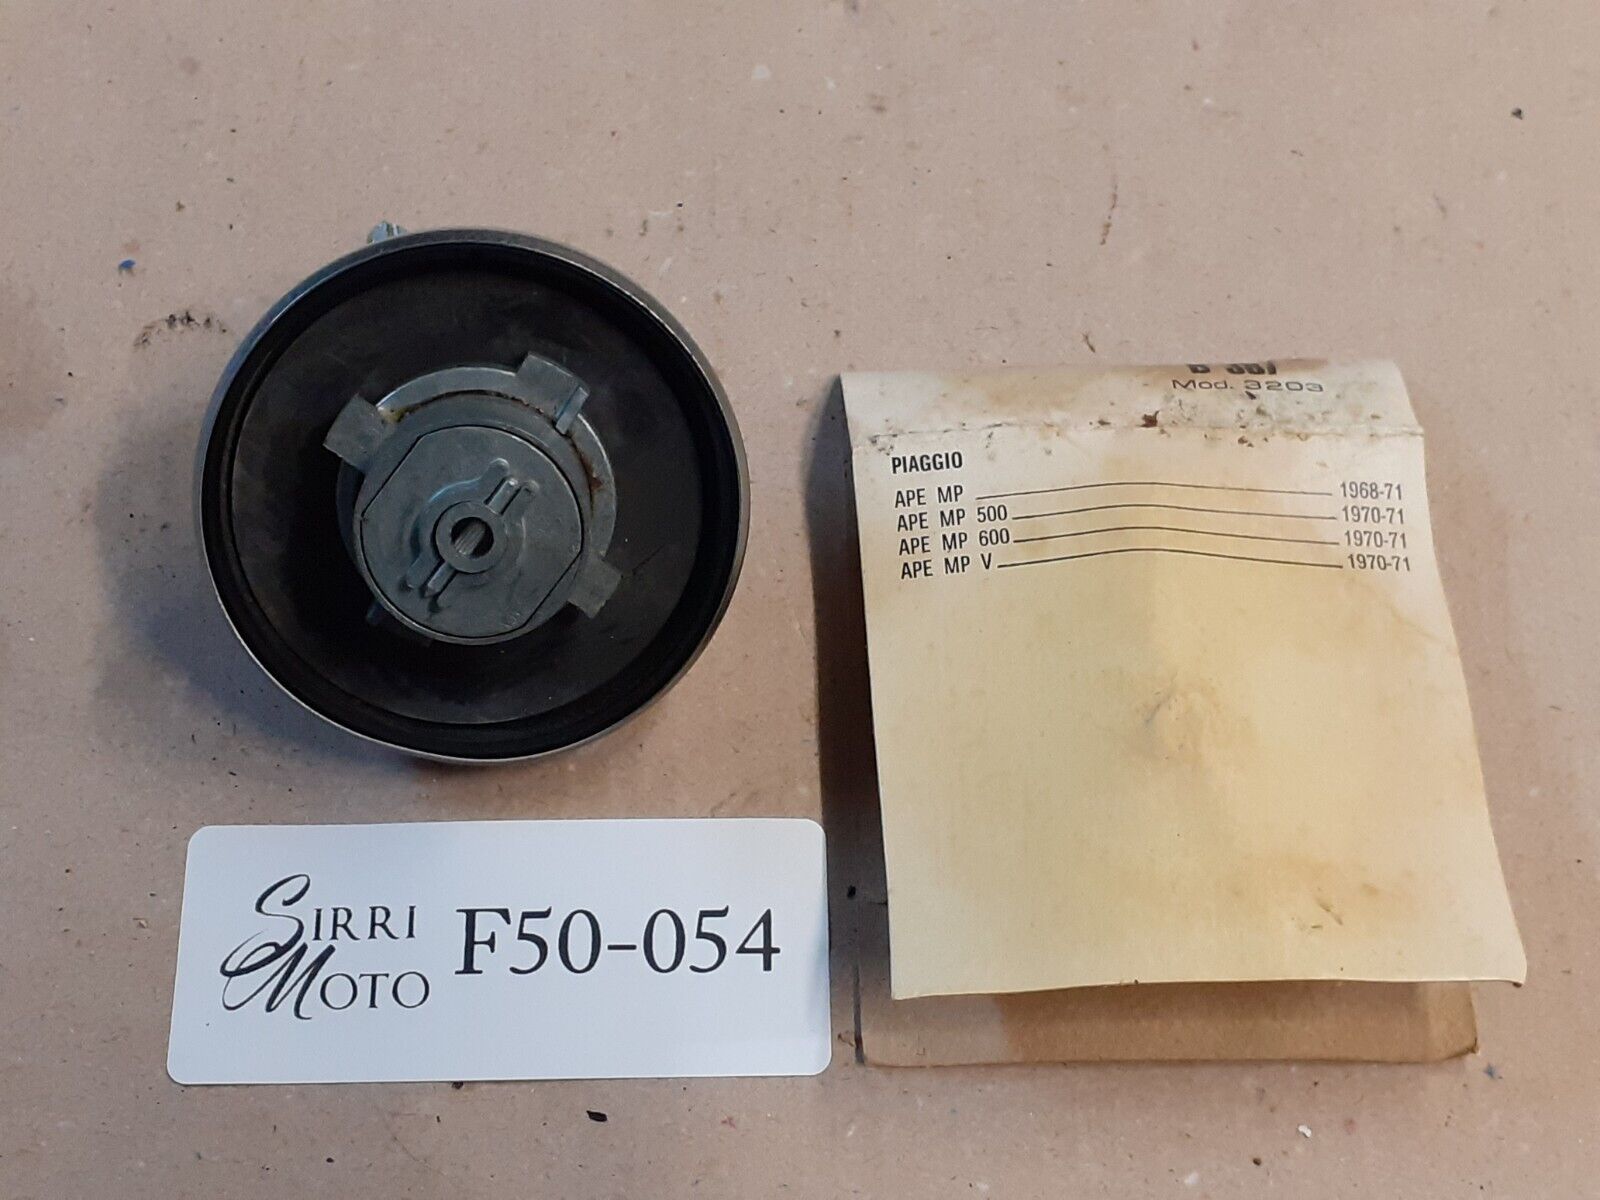 Mod. 3203
PIAGGIO
APE MP 1968-71
APE MP 500 1970-71
APE MP 600 1970-71
APE MP V 1970-71
SIRRI
MOTO
F50-054